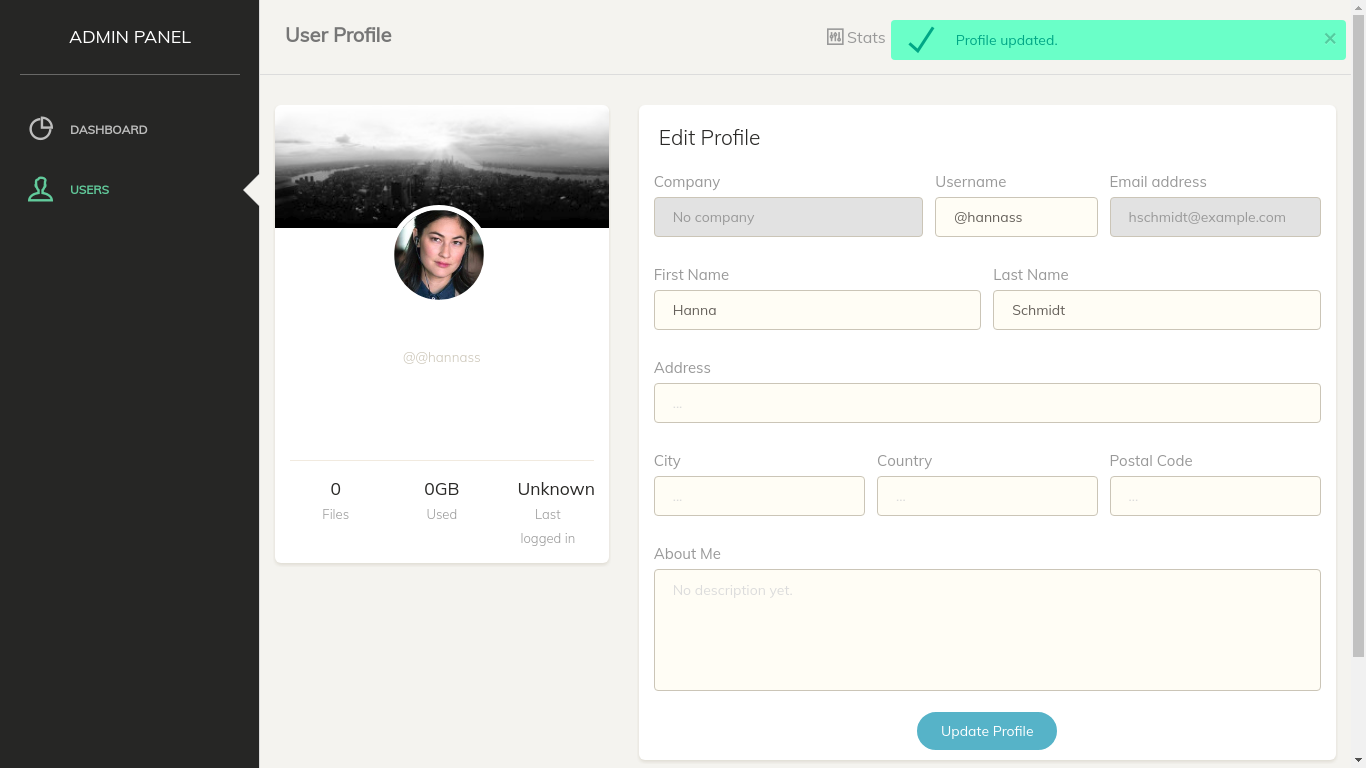 ADMIN PANEL
DASHBOARD
USERS
User Profile
Stats
Profile updated.
×
@@hannass
0
Files
0GB
Used
Unknown
Last
logged in
Edit Profile
Company
Username
Email address
No company
@hannass
hschmidt@example.com
First Name
Last Name
Hanna
Schmidt
Address
...
City
Country
Postal Code
...
...
...
About Me
No description yet.
Update Profile